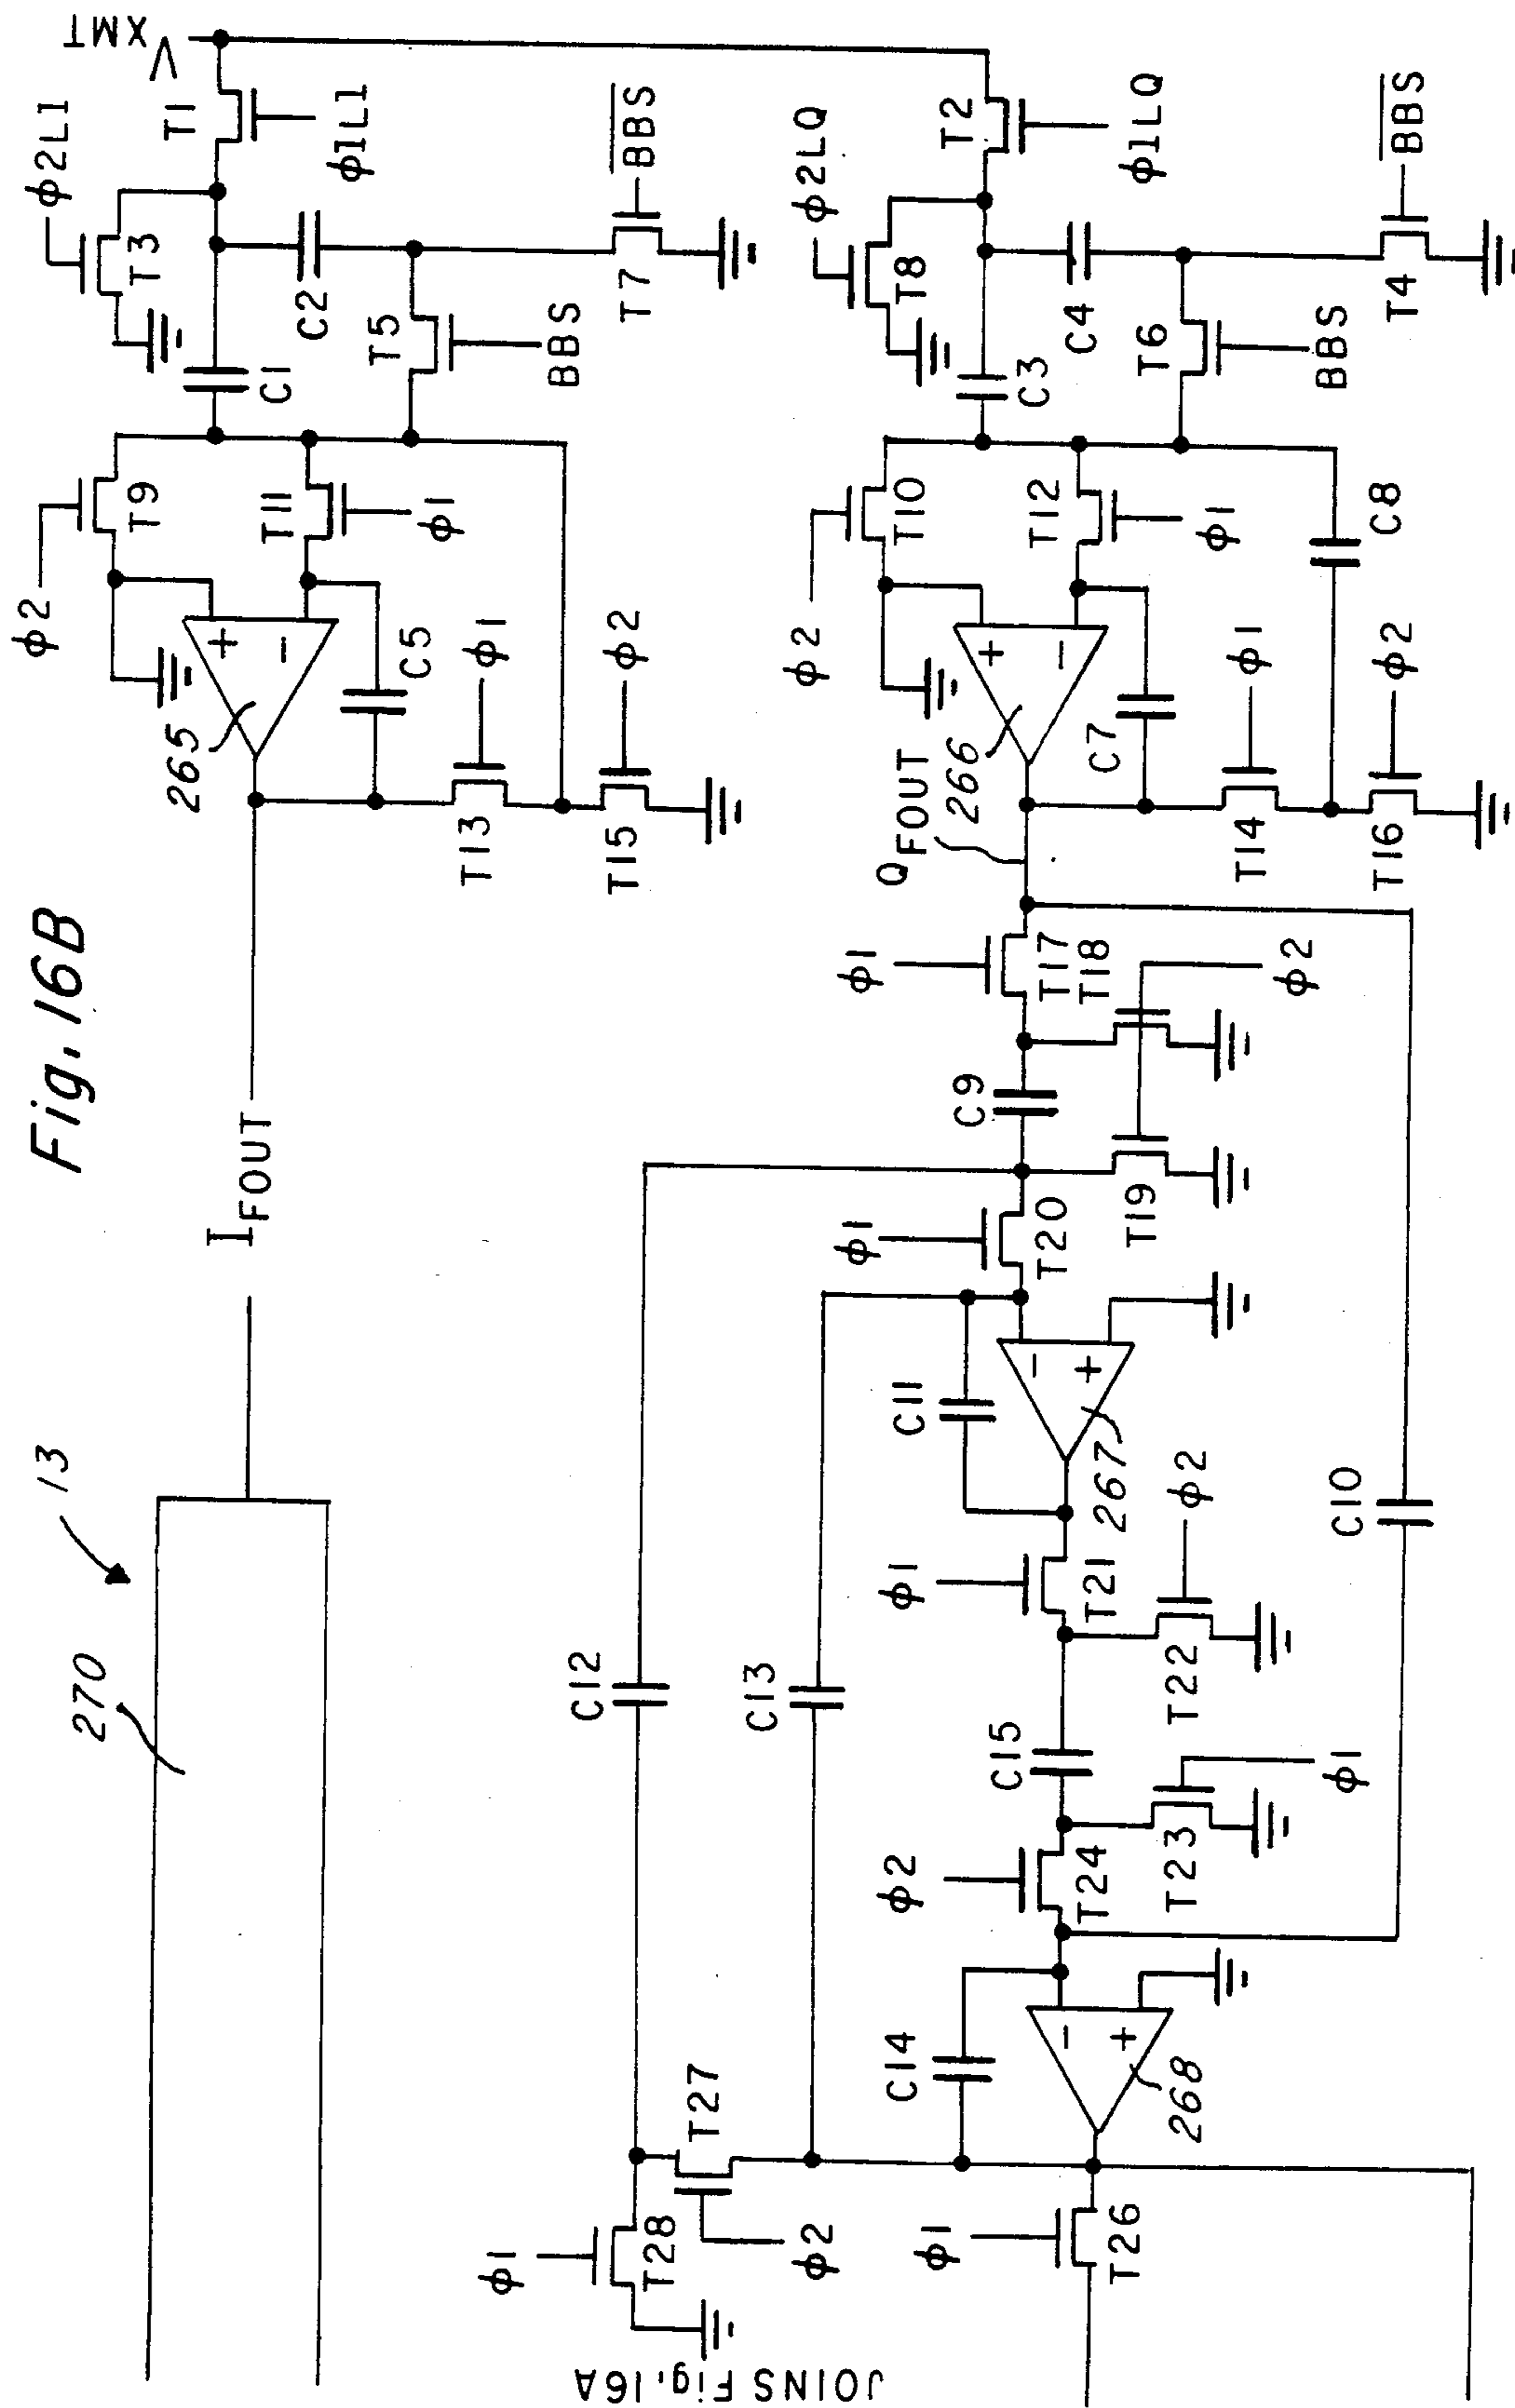 Fig. 16B
13
270
I FOUT
φ2
T9
265
+
−
T11
φ1
C5
T13
φ1
T15
φ2
C1
T3
φ2L1
T1
φ1L1
V XMT
C2
T5
BBS
T7
BBS
φ2
T10
266
+
−
T12
φ1
C7
T14
φ1
T16
φ2
C8
C3
T8
φ2LQ
T2
φ1LQ
C4
T6
BBS
T4
BBS
Q FOUT
φ1
T17
T18
φ2
C9
T19
φ1
T20
C11
−
+
267
φ1
T21
T22
φ2
C10
C12
C13
C15
φ2
T24
T23
φ1
C14
−
+
268
T27
φ2
φ1
T28
φ1
T26
JOINS Fig. 16A